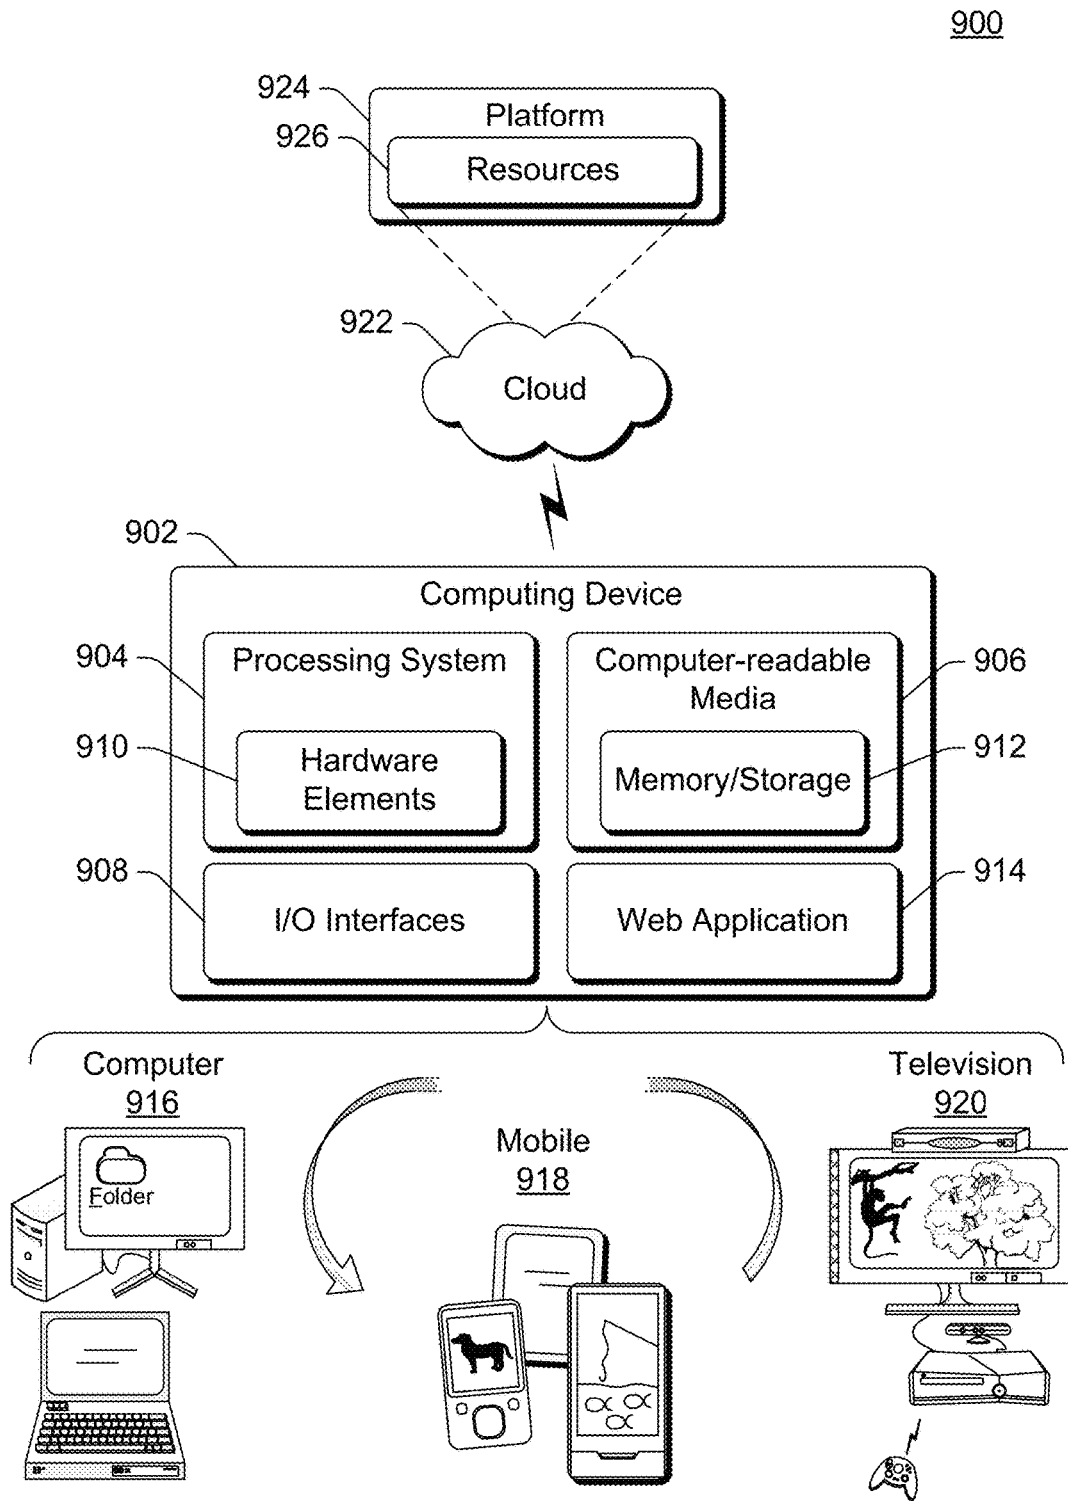 900
924
Platform
926
Resources
922
Cloud
902
Computing Device
904
Processing System
Computer-readable
Media
906
910
Hardware
Elements
Memory/Storage
912
908
I/O Interfaces
Web Application
914
Computer
916
Television
920
Mobile
918
Folder